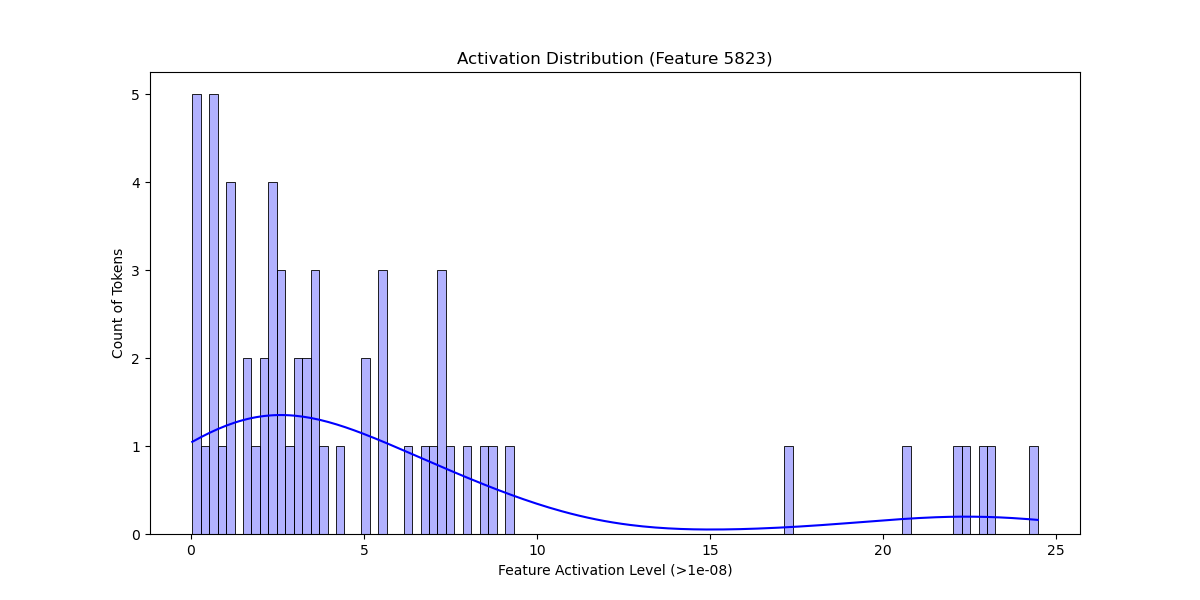 Activation Distribution (Feature 5823)
Count of Tokens
5
4
3
2
1
0
0 5 10 15 20 25
Feature Activation Level (>1e-08)